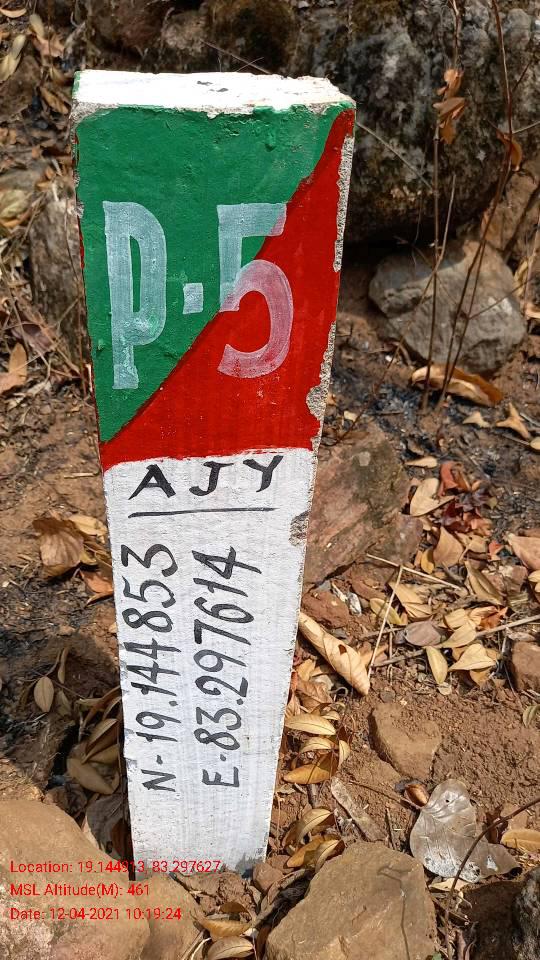 P.5
AJY
N-19.144853
E-83.297614
Location: 19.144913, 83.297627
MSL Altitude(M): 461
Date: 12-04-2021 10:19:24